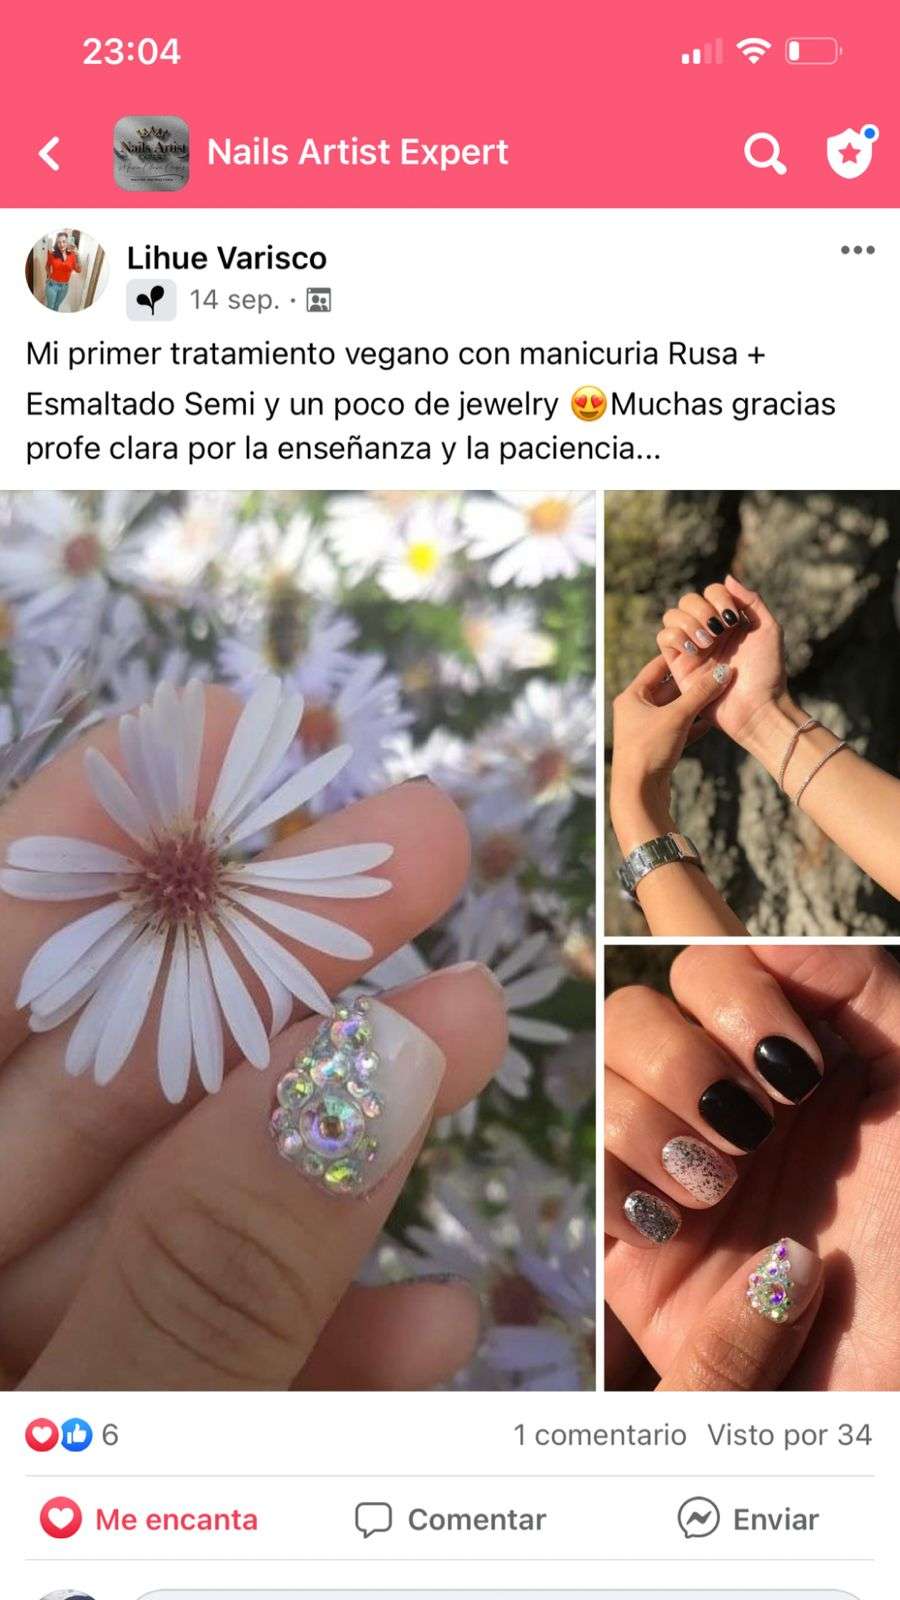 23:04
Nails Artist Expert
Nails Artist
Lihue Varisco
14 sep. ·
Mi primer tratamiento vegano con manicuria Rusa +
Esmaltado Semi y un poco de jewelry 😍Muchas gracias
profe clara por la enseñanza y la paciencia...
6
1 comentario Visto por 34
Me encanta
Comentar
Enviar